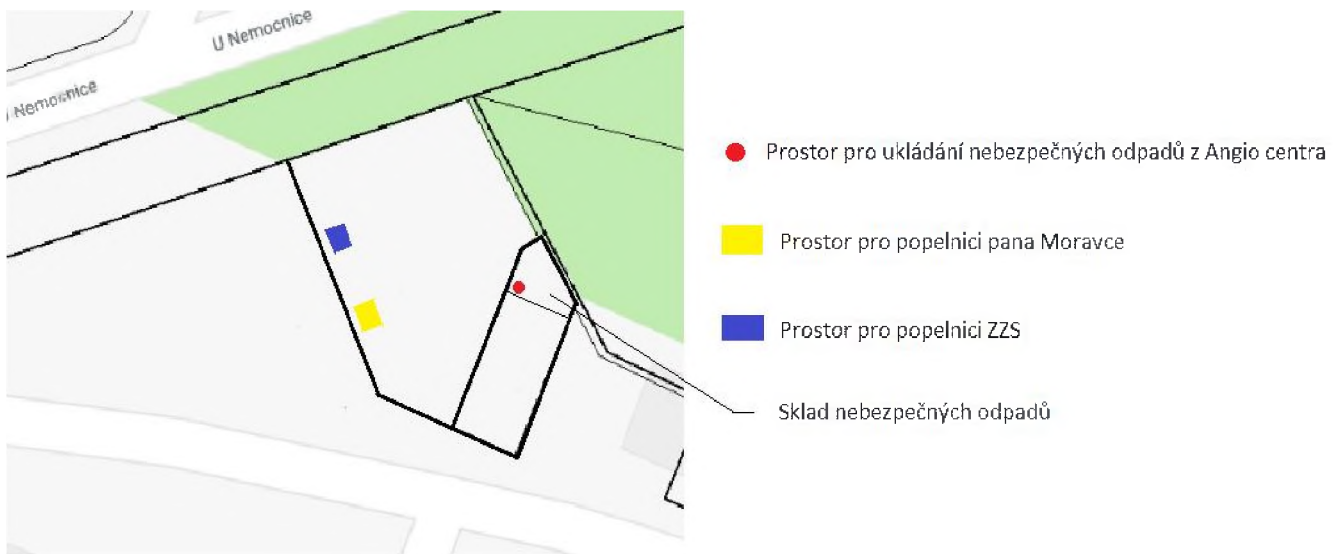 U Nemocnice
Nemocnice
Prostor pro ukládání nebezpečných odpadů z Angio centra
Prostor pro popelnici pana Moravce
Prostor pro popelnici ZZS
Sklad nebezpečných odpadů